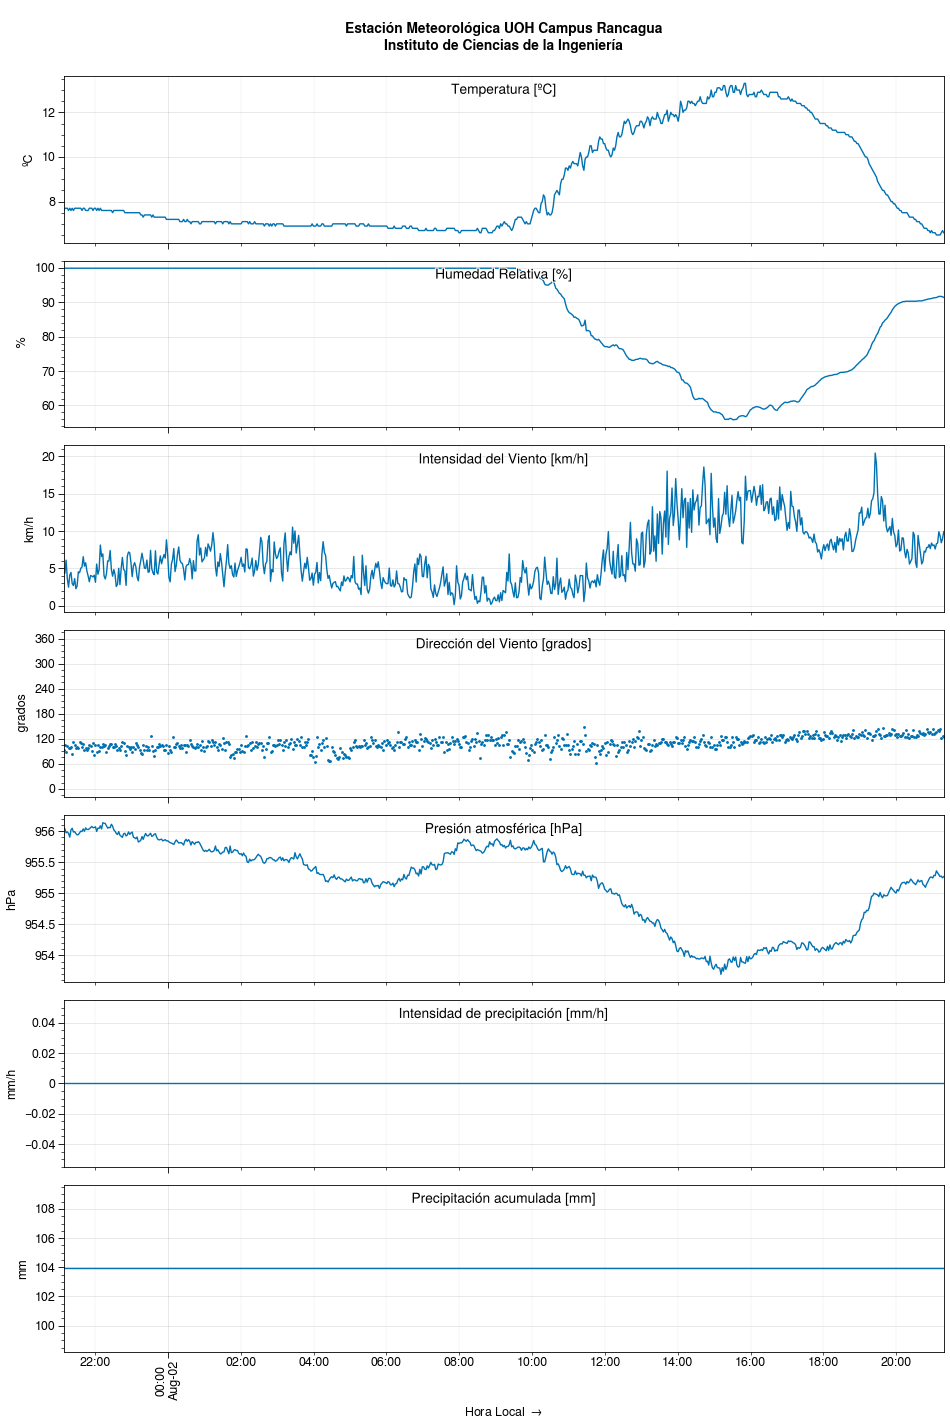 Estación Meteorológica UOH Campus Rancagua
Instituto de Ciencias de la Ingeniería
Temperatura [ºC]
12
10
8
ºC
Humedad Relativa [%]
100
90
80
70
60
%
Intensidad del Viento [km/h]
20
15
10
5
0
km/h
Dirección del Viento [grados]
360
300
240
180
120
60
0
grados
Presión atmosférica [hPa]
956
955.5
955
954.5
954
hPa
Intensidad de precipitación [mm/h]
0.04
0.02
0
−0.02
−0.04
mm/h
Precipitación acumulada [mm]
108
106
104
102
100
mm
22:00
00:00
Aug-02
02:00
04:00
06:00
08:00
10:00
12:00
14:00
16:00
18:00
20:00
Hora Local →